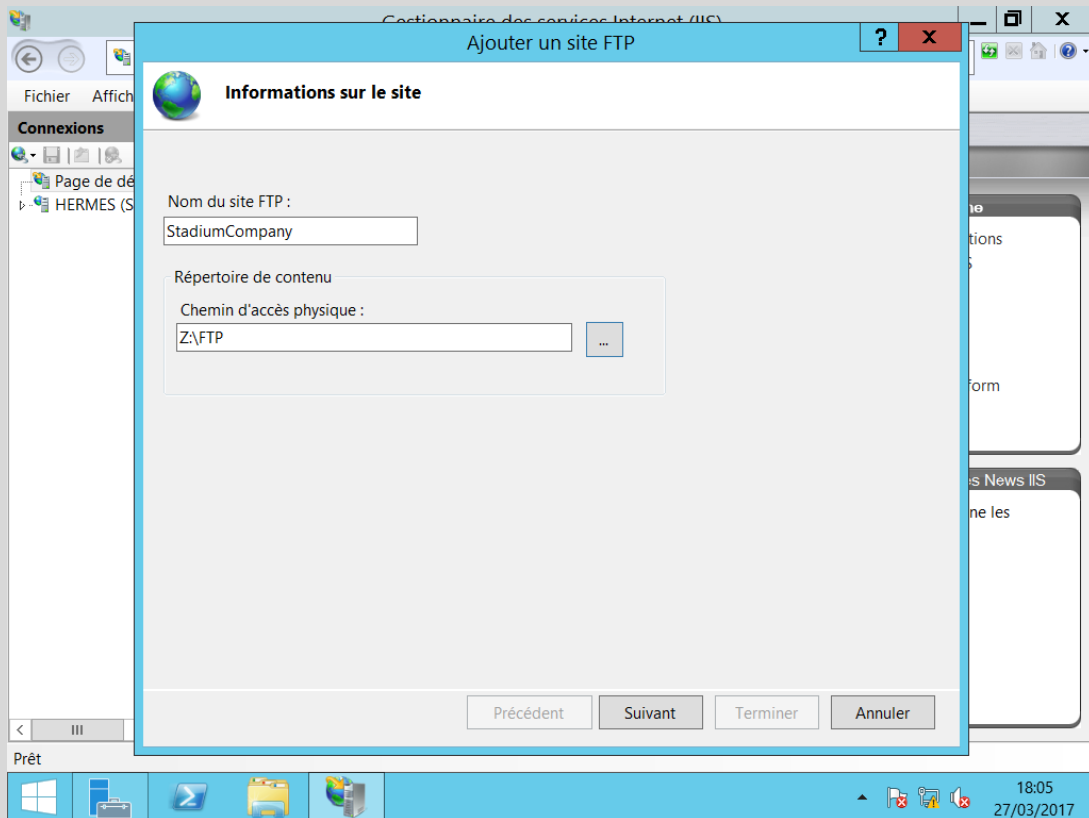 Gestionnaire des services Internet (IIS)
Ajouter un site FTP
?
X
X
Fichier
Affich
Informations sur le site
Connexions
Page de dé
HERMES (S
Nom du site FTP :
StadiumCompany
Répertoire de contenu
Chemin d'accès physique :
Z:\FTP
...
tions
form
es News IIS
ne les
Précédent
Suivant
Terminer
Annuler
Prêt
18:05
27/03/2017